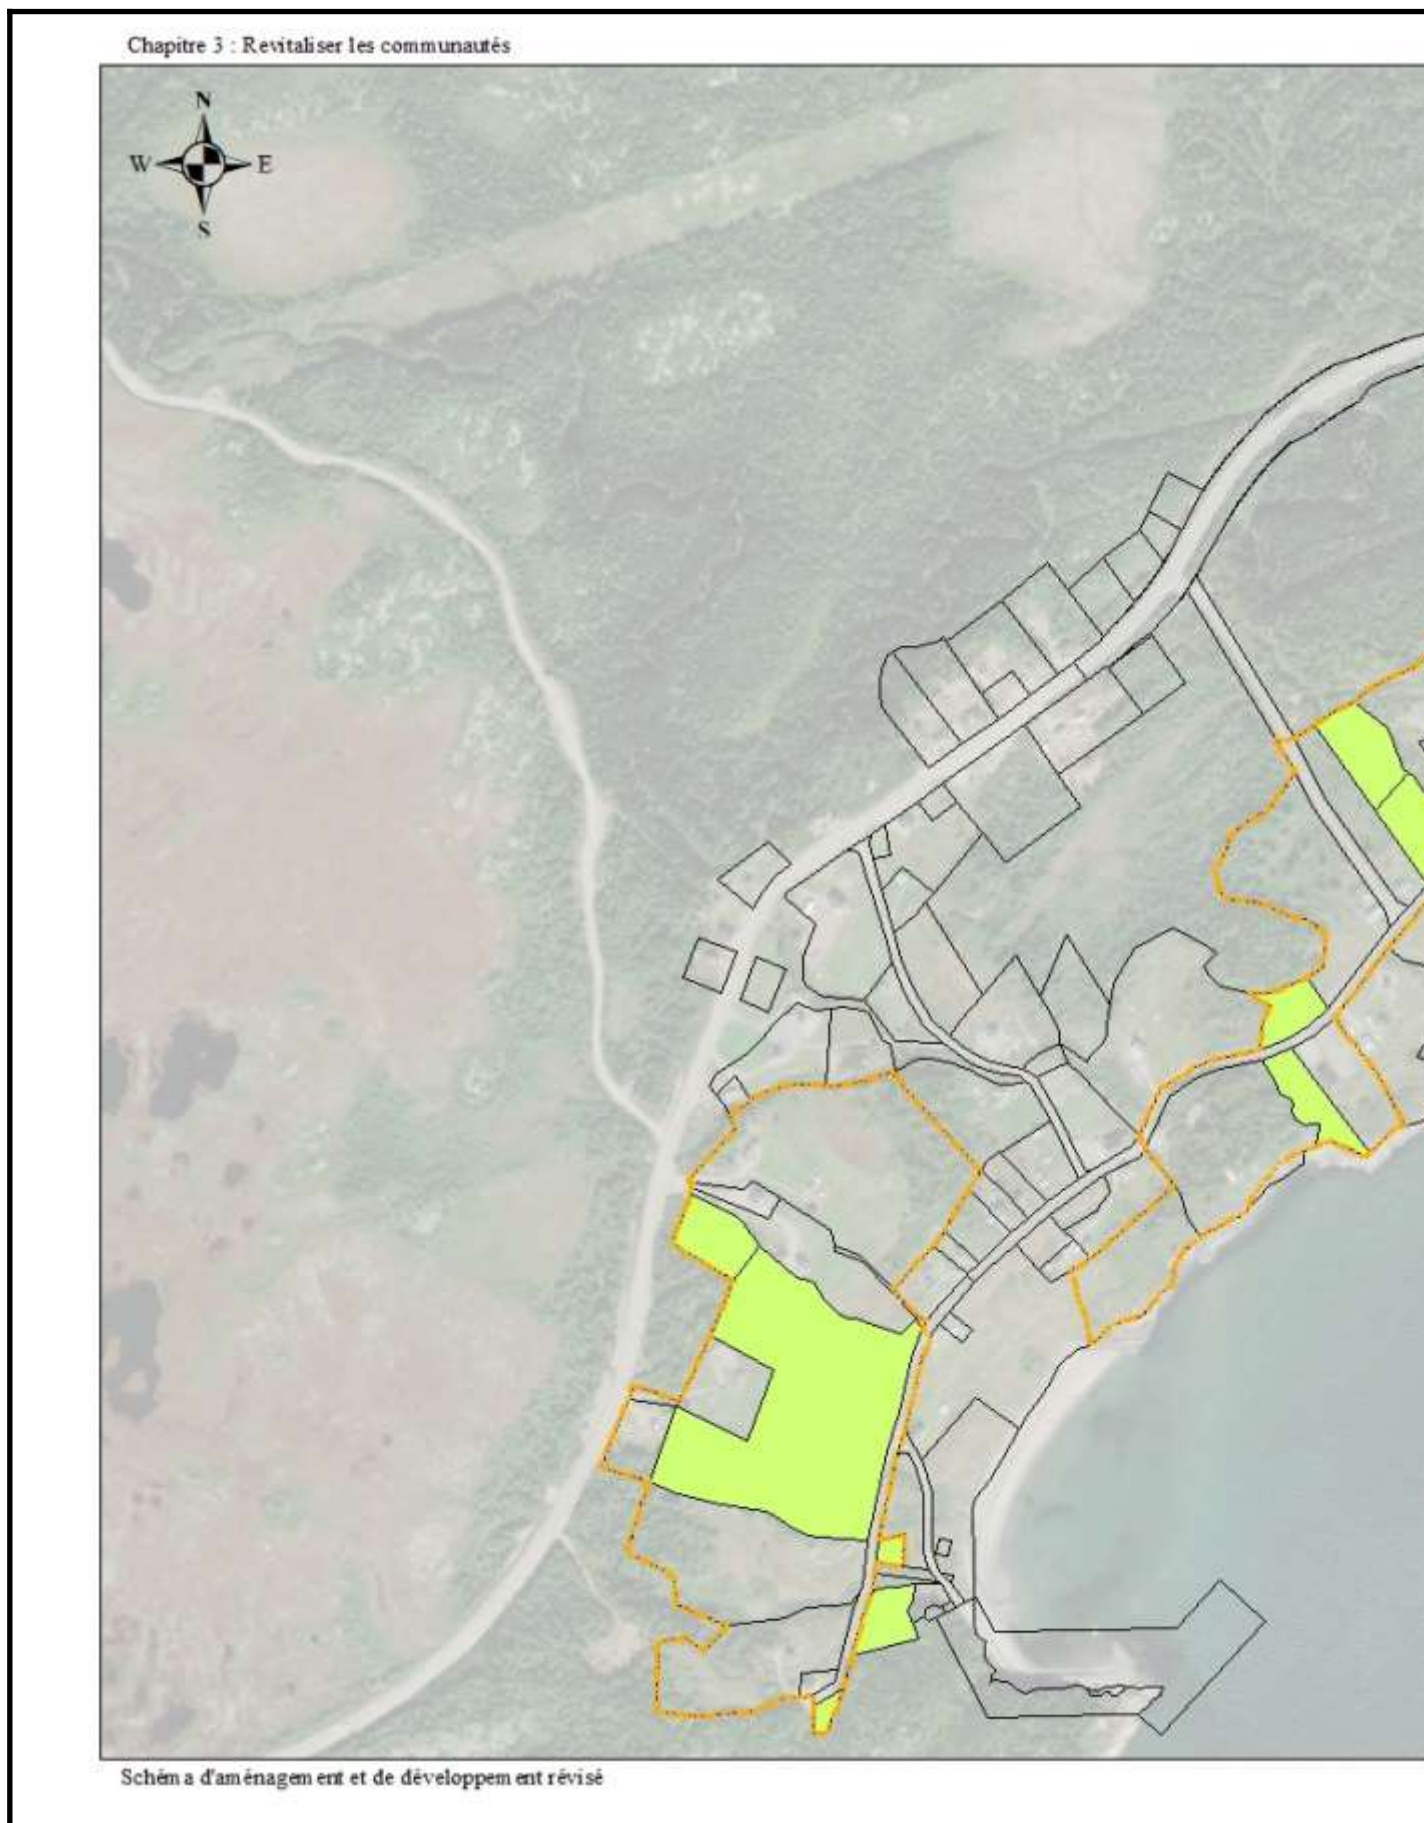 Chapitre 3 : Revitaliser les communautés
N
W E
S
Schéma d'aménagement et de développement révisé